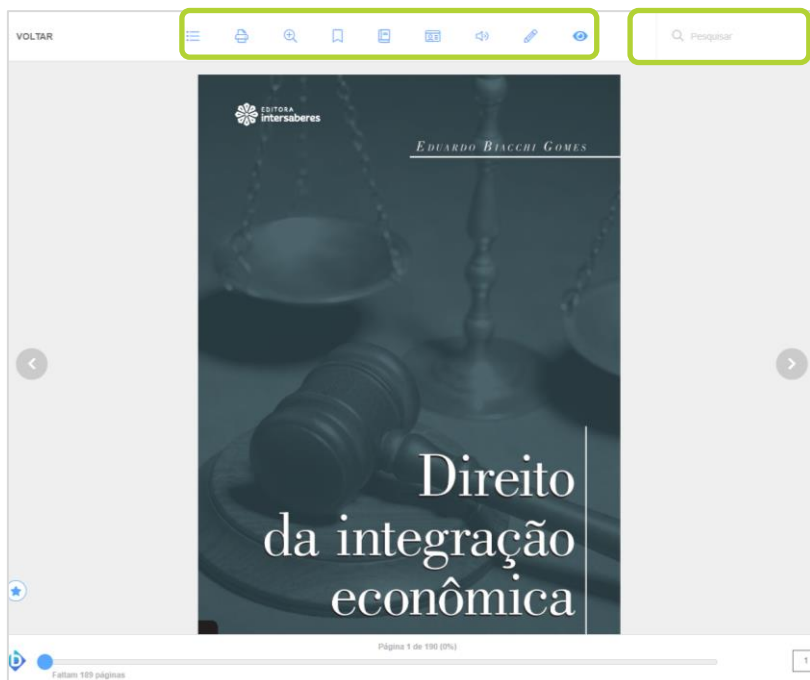 VOLTAR
Pesquisar
EDITORA
intersaberes
EDUARDO BIACCHI GOMES
Direito
da integração
econômica
Página 1 de 190 (0%)
1
Faltam 189 páginas